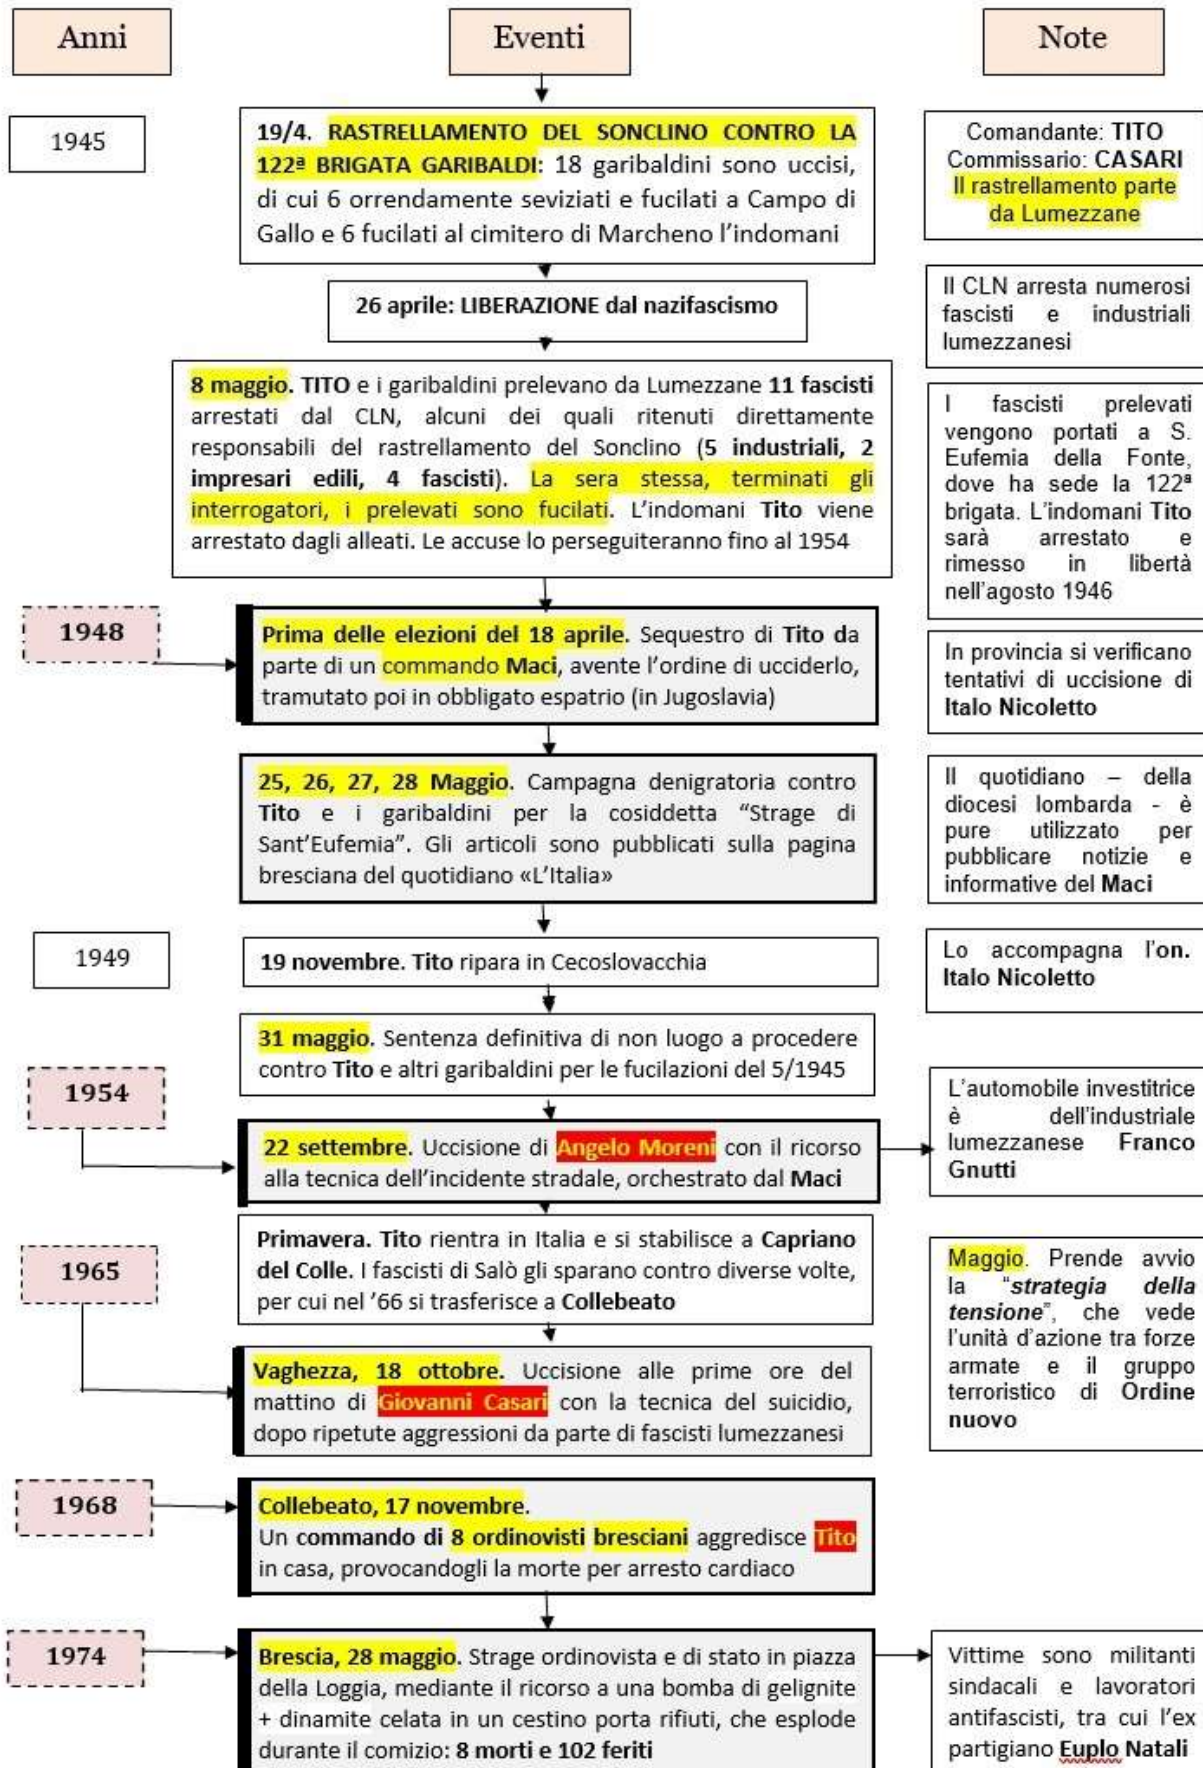 Anni
Eventi
Note
1945
19/4. RASTRELLAMENTO DEL SONCLINO CONTRO LA
122ª BRIGATA GARIBALDI: 18 garibaldini sono uccisi,
di cui 6 orrendamente seviziati e fucilati a Campo di
Gallo e 6 fucilati al cimitero di Marcheno l'indomani
Comandante: TITO
Commissario: CASARI
Il rastrellamento parte
da Lumezzane
26 aprile: LIBERAZIONE dal nazifascismo
Il CLN arresta numerosi
fascisti e industriali
lumezzanesi
8 maggio. TITO e i garibaldini prelevano da Lumezzane 11 fascisti
arrestati dal CLN, alcuni dei quali ritenuti direttamente
responsabili del rastrellamento del Sonclino (5 industriali, 2
impresari edili, 4 fascisti). La sera stessa, terminati gli
interrogatori, i prelevati sono fucilati. L'indomani Tito viene
arrestato dagli alleati. Le accuse lo perseguiteranno fino al 1954
I fascisti prelevati
vengono portati a S.
Eufemia della Fonte,
dove ha sede la 122ª
brigata. L'indomani Tito
sarà arrestato e
rimesso in libertà
nell'agosto 1946
1948
Prima delle elezioni del 18 aprile. Sequestro di Tito da
parte di un commando Maci, avente l'ordine di ucciderlo,
tramutato poi in obbligato espatrio (in Jugoslavia)
In provincia si verificano
tentativi di uccisione di
Italo Nicoletto
25, 26, 27, 28 Maggio. Campagna denigratoria contro
Tito e i garibaldini per la cosiddetta “Strage di
Sant'Eufemia”. Gli articoli sono pubblicati sulla pagina
bresciana del quotidiano «L'Italia»
Il quotidiano – della
diocesi lombarda - è
pure utilizzato per
pubblicare notizie e
informative del Maci
1949
19 novembre. Tito ripara in Cecoslovacchia
Lo accompagna l'on.
Italo Nicoletto
31 maggio. Sentenza definitiva di non luogo a procedere
contro Tito e altri garibaldini per le fucilazioni del 5/1945
1954
22 settembre. Uccisione di Angelo Moreni con il ricorso
alla tecnica dell'incidente stradale, orchestrato dal Maci
L'automobile investitrice
è dell'industriale
lumezzanese Franco
Gnutti
1965
Primavera. Tito rientra in Italia e si stabilisce a Capriano
del Colle. I fascisti di Salò gli sparano contro diverse volte,
per cui nel '66 si trasferisce a Collebeato
Maggio. Prende avvio
la “strategia della
tensione”, che vede
l'unità d'azione tra forze
armate e il gruppo
terroristico di Ordine
nuovo
Vaghezza, 18 ottobre. Uccisione alle prime ore del
mattino di Giovanni Casari con la tecnica del suicidio,
dopo ripetute aggressioni da parte di fascisti lumezzanesi
1968
Collebeato, 17 novembre.
Un commando di 8 ordinovisti bresciani aggredisce Tito
in casa, provocandogli la morte per arresto cardiaco
1974
Brescia, 28 maggio. Strage ordinovista e di stato in piazza
della Loggia, mediante il ricorso a una bomba di gelignite
+ dinamite celata in un cestino porta rifiuti, che esplode
durante il comizio: 8 morti e 102 feriti
Vittime sono militanti
sindacali e lavoratori
antifascisti, tra cui l'ex
partigiano Euplo Natali